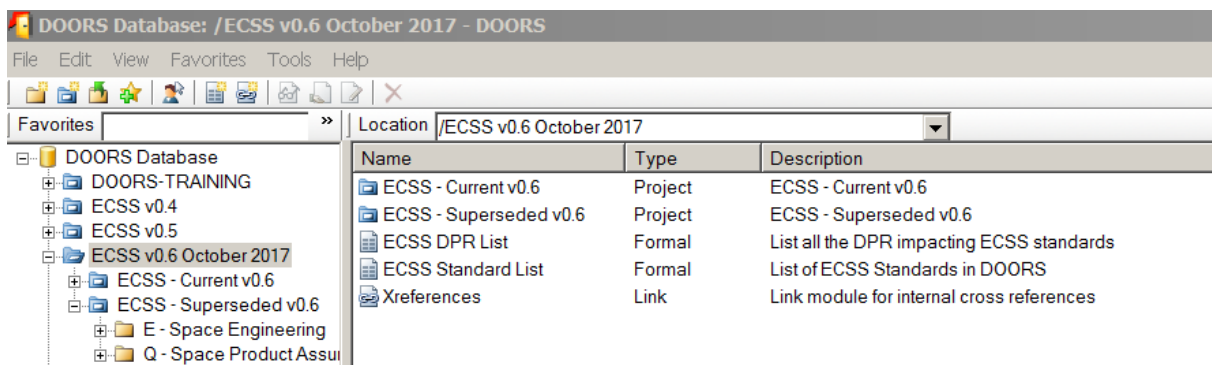 DOORS Database: /ECSS v0.6 October 2017 - DOORS
File Edit View Favorites Tools Help
Favorites » Location /ECSS v0.6 October 2017
DOORS Database
DOORS-TRAINING
ECSS v0.4
ECSS v0.5
ECSS v0.6 October 2017
ECSS - Current v0.6
ECSS - Superseded v0.6
E - Space Engineering
Q - Space Product Assu
Name Type Description
ECSS - Current v0.6 Project ECSS - Current v0.6
ECSS - Superseded v0.6 Project ECSS - Superseded v0.6
ECSS DPR List Formal List all the DPR impacting ECSS standards
ECSS Standard List Formal List of ECSS Standards in DOORS
Xreferences Link Link module for internal cross references